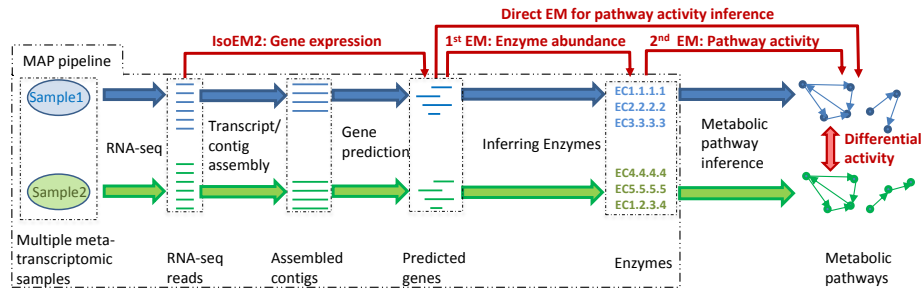 Direct EM for pathway activity inference
IsoEM2: Gene expression
1st EM: Enzyme abundance
2nd EM: Pathway activity
MAP pipeline
Sample1
RNA-seq
Transcript/
contig
assembly
Gene
prediction
Inferring Enzymes
EC1.1.1.1
EC2.2.2.2
EC3.3.3.3
Metabolic
pathway
inference
Differential
activity
Sample2
EC4.4.4.4
EC5.5.5.5
EC1.2.3.4
Multiple meta-
transcriptomic
samples
RNA-seq
reads
Assembled
contigs
Predicted
genes
Enzymes
Metabolic
pathways